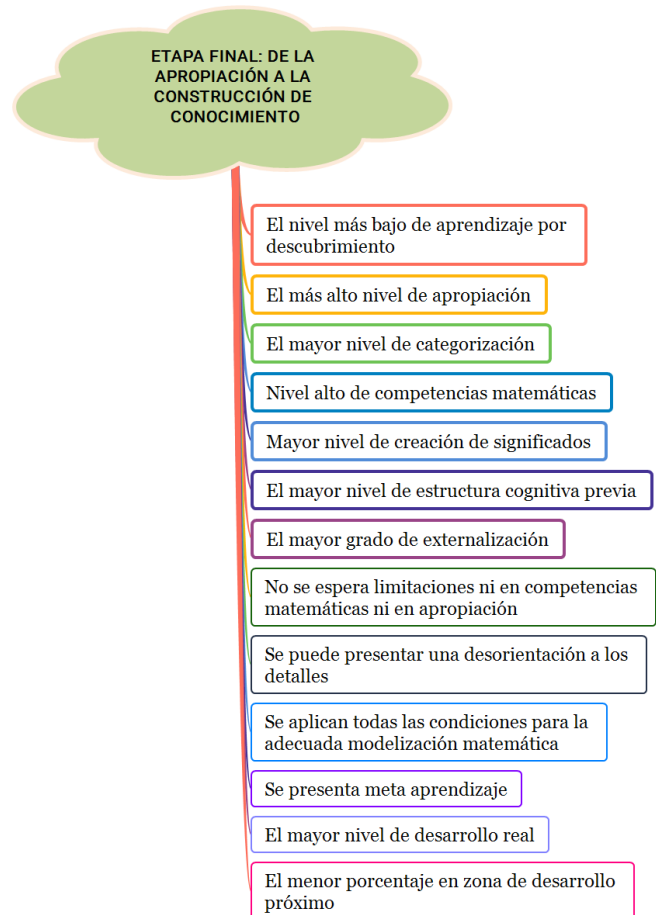 ETAPA FINAL: DE LA
APROPIACIÓN A LA
CONSTRUCCIÓN DE
CONOCIMIENTO
El nivel más bajo de aprendizaje por
descubrimiento
El más alto nivel de apropiación
El mayor nivel de categorización
Nivel alto de competencias matemáticas
Mayor nivel de creación de significados
El mayor nivel de estructura cognitiva previa
El mayor grado de externalización
No se espera limitaciones ni en competencias
matemáticas ni en apropiación
Se puede presentar una desorientación a los
detalles
Se aplican todas las condiciones para la
adecuada modelización matemática
Se presenta meta aprendizaje
El mayor nivel de desarrollo real
El menor porcentaje en zona de desarrollo
próximo